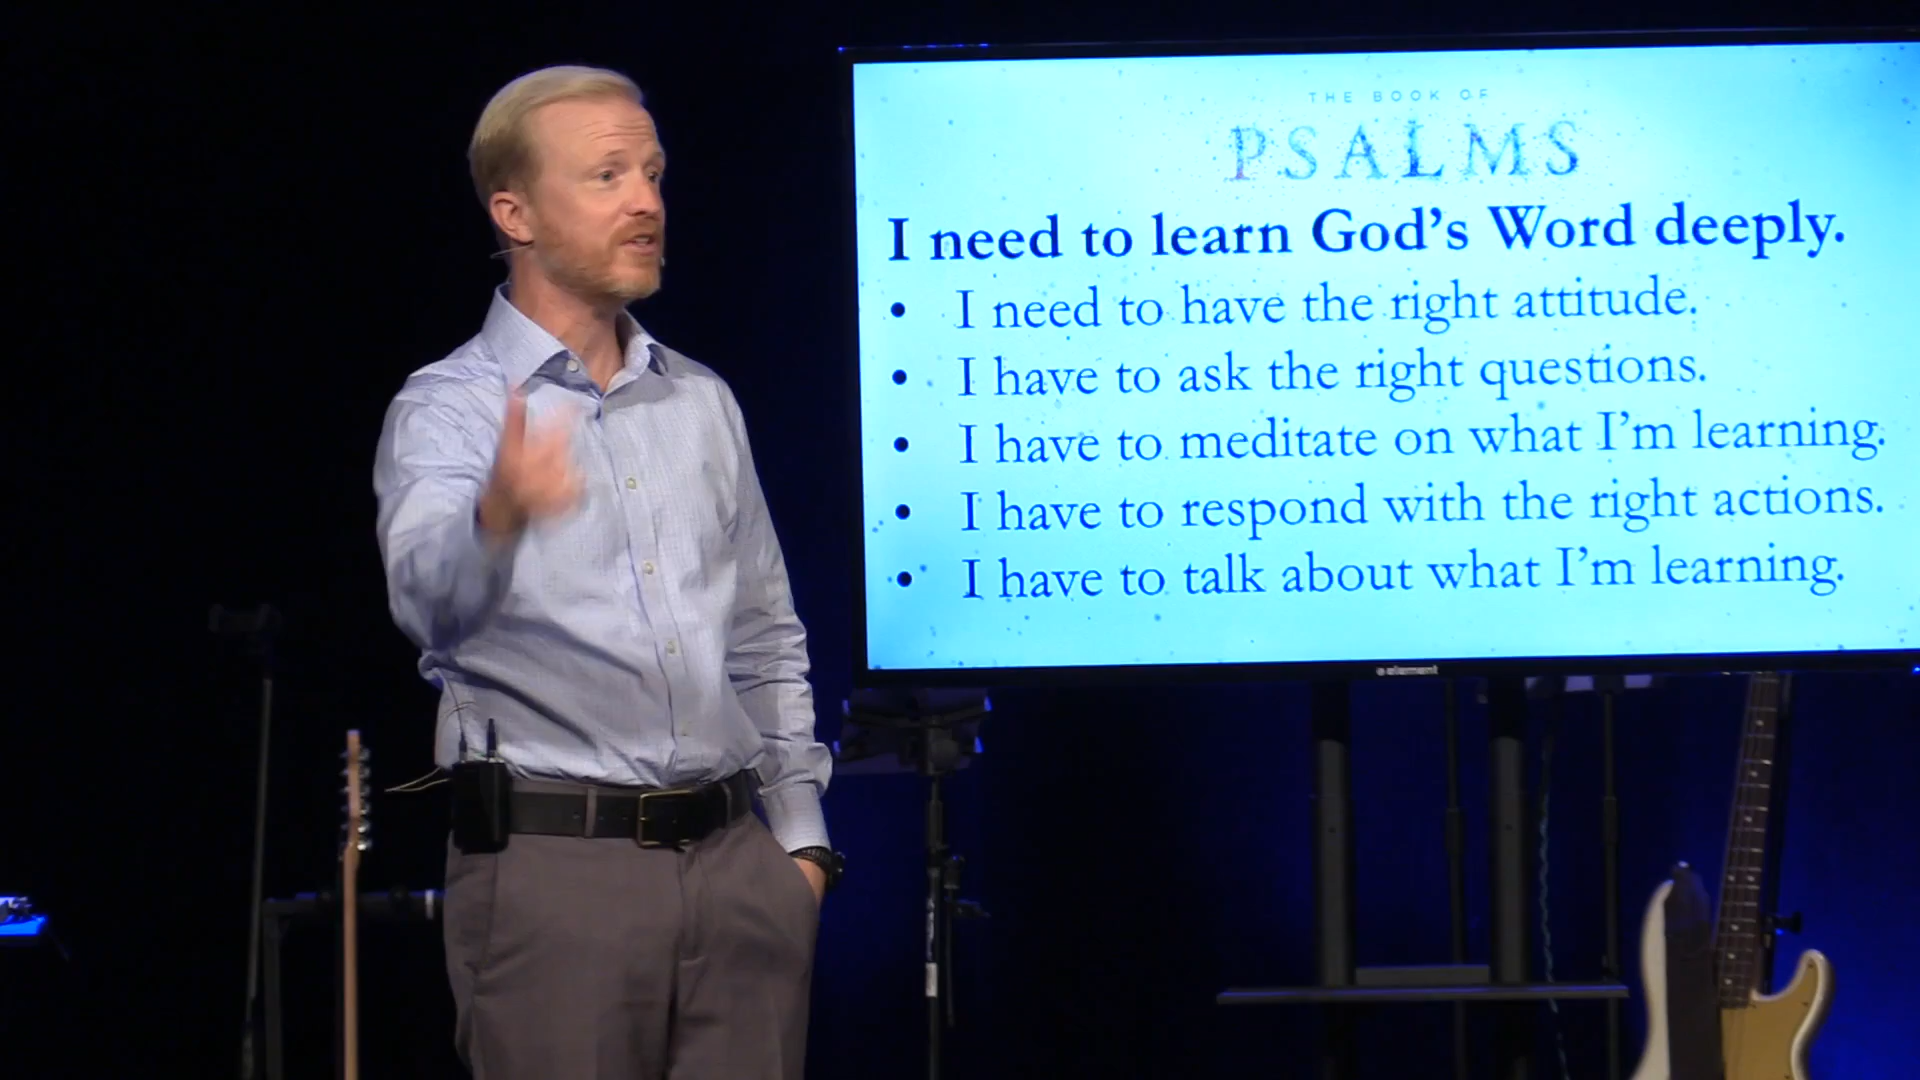 THE BOOK OF
PSALMS
I need to learn God's Word deeply.
• I need to have the right attitude.
• I have to ask the right questions.
• I have to meditate on what I'm learning.
• I have to respond with the right actions.
• I have to talk about what I'm learning.
element